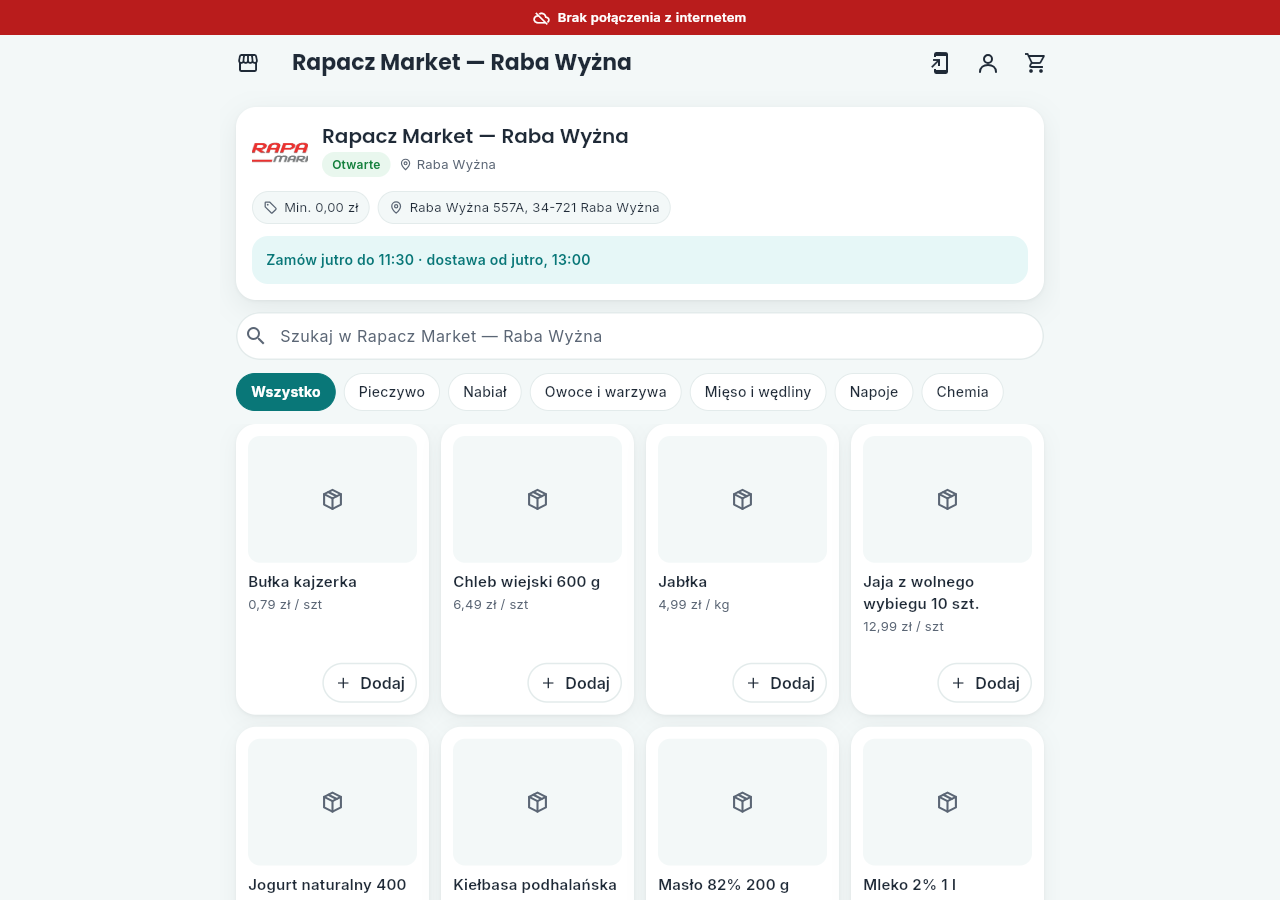 Brak połączenia z internetem
Rapacz Market — Raba Wyżna
RAPA
MARI
Rapacz Market — Raba Wyżna
Otwarte
Raba Wyżna
Min. 0,00 zł
Raba Wyżna 557A, 34-721 Raba Wyżna
Zamów jutro do 11:30 · dostawa od jutro, 13:00
Szukaj w Rapacz Market — Raba Wyżna
Wszystko
Pieczywo
Nabiał
Owoce i warzywa
Mięso i wędliny
Napoje
Chemia
Bułka kajzerka
0,79 zł / szt
Dodaj
Chleb wiejski 600 g
6,49 zł / szt
Dodaj
Jabłka
4,99 zł / kg
Dodaj
Jaja z wolnego
wybiegu 10 szt.
12,99 zł / szt
Dodaj
Jogurt naturalny 400
Kiełbasa podhalańska
Masło 82% 200 g
Mleko 2% 1 l